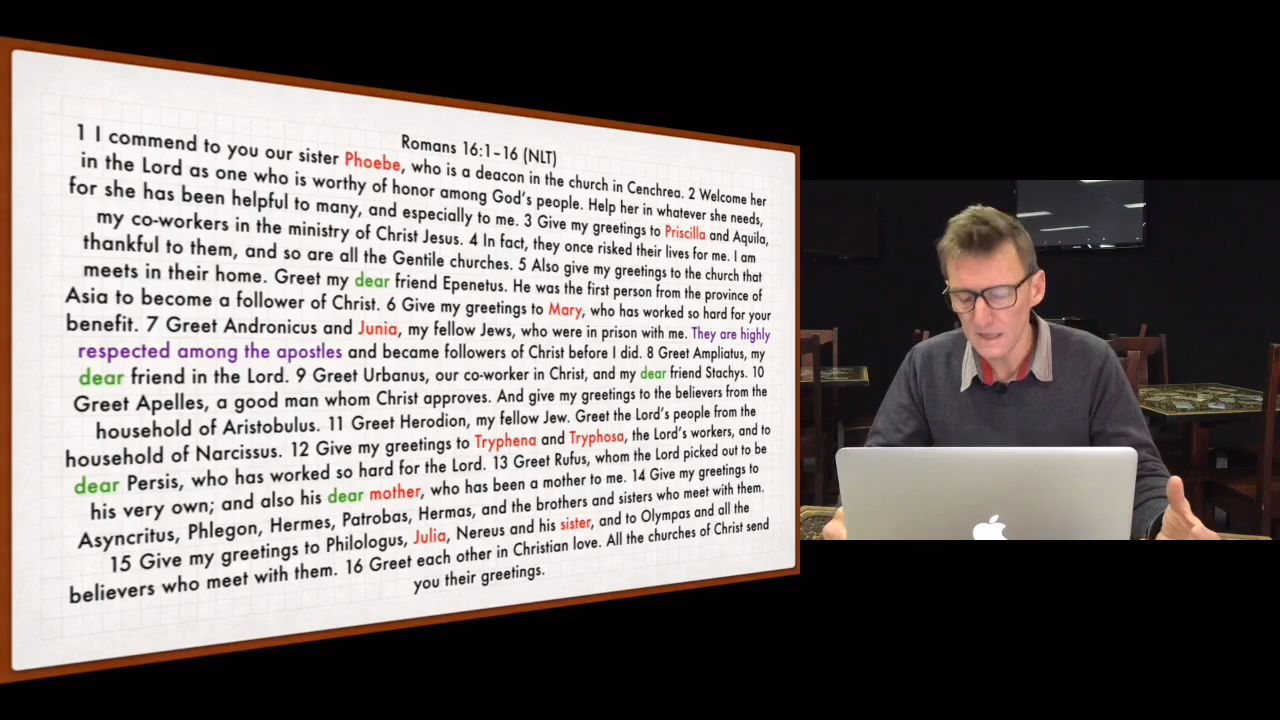 Romans 16:1–16 (NLT)
1 I commend to you our sister Phoebe, who is a deacon in the church in Cenchrea. 2 Welcome her
in the Lord as one who is worthy of honor among God's people. Help her in whatever she needs,
for she has been helpful to many, and especially to me. 3 Give my greetings to Priscilla and Aquila,
my co-workers in the ministry of Christ Jesus. 4 In fact, they once risked their lives for me. I am
thankful to them, and so are all the Gentile churches. 5 Also give my greetings to the church that
meets in their home. Greet my dear friend Epenetus. He was the first person from the province of
Asia to become a follower of Christ. 6 Give my greetings to Mary, who has worked so hard for your
benefit. 7 Greet Andronicus and Junia, my fellow Jews, who were in prison with me. They are highly
respected among the apostles and became followers of Christ before I did. 8 Greet Ampliatus, my
dear friend in the Lord. 9 Greet Urbanus, our co-worker in Christ, and my dear friend Stachys. 10
Greet Apelles, a good man whom Christ approves. And give my greetings to the believers from the
household of Aristobulus. 11 Greet Herodion, my fellow Jew. Greet the Lord's people from the
household of Narcissus. 12 Give my greetings to Tryphena and Tryphosa, the Lord's workers, and to
dear Persis, who has worked so hard for the Lord. 13 Greet Rufus, whom the Lord picked out to be
his very own; and also his dear mother, who has been a mother to me. 14 Give my greetings to
Asyncritus, Phlegon, Hermes, Patrobas, Hermas, and the brothers and sisters who meet with them.
15 Give my greetings to Philologus, Julia, Nereus and his sister, and to Olympas and all the
believers who meet with them. 16 Greet each other in Christian love. All the churches of Christ send
you their greetings.